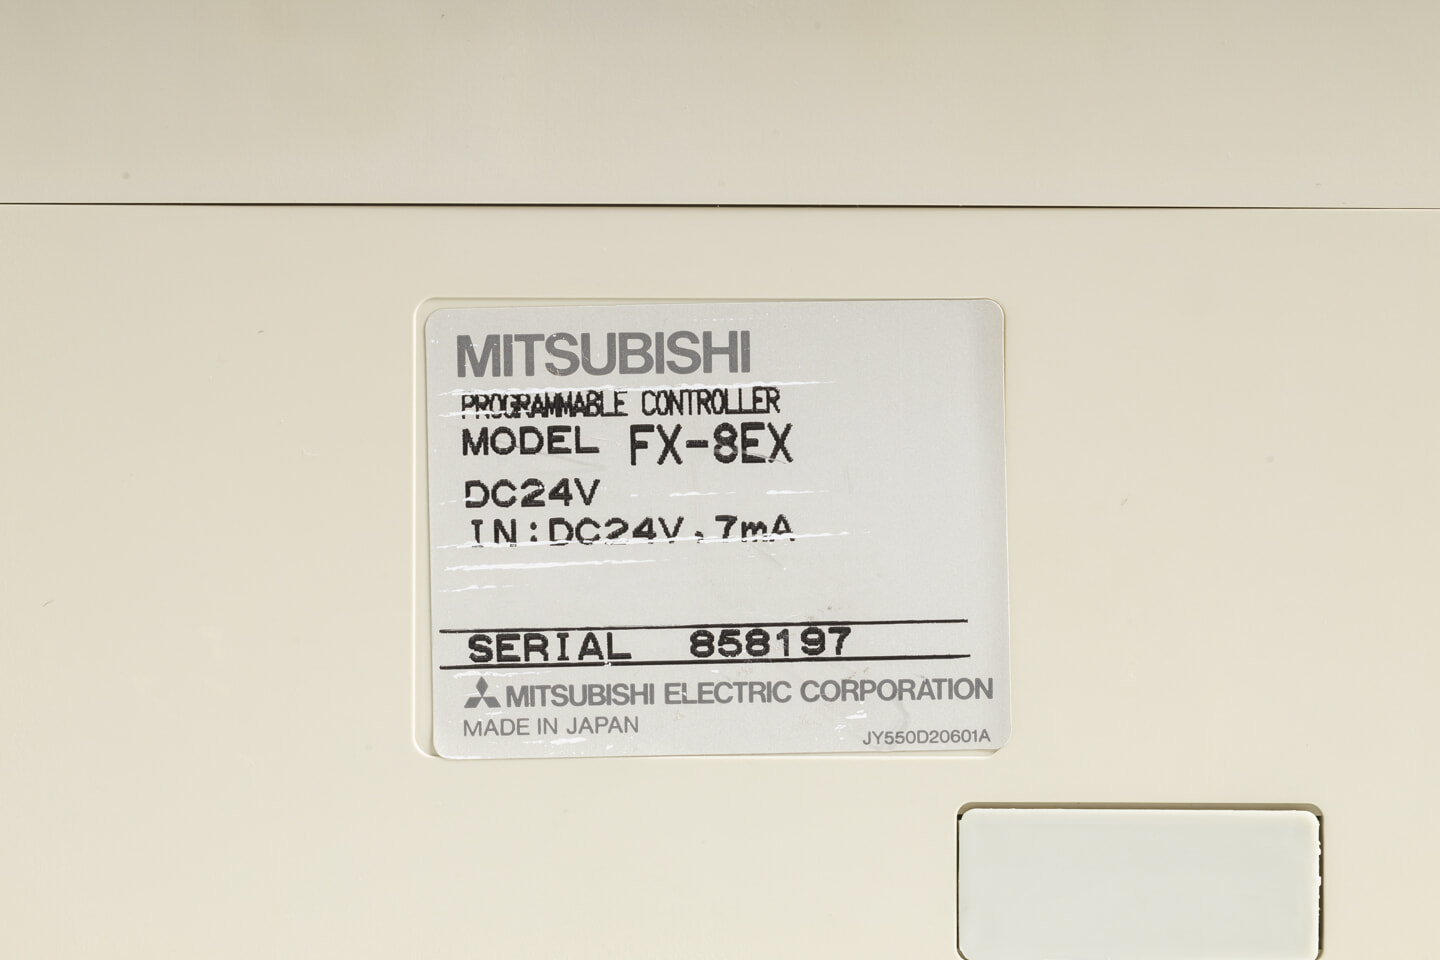 MITSUBISHI
PROGRAMMABLE CONTROLLER
MODEL FX-8EX
DC24V
IN:DC24V,7mA
SERIAL 858197
MITSUBISHI ELECTRIC CORPORATION
MADE IN JAPAN
JY550D20601A